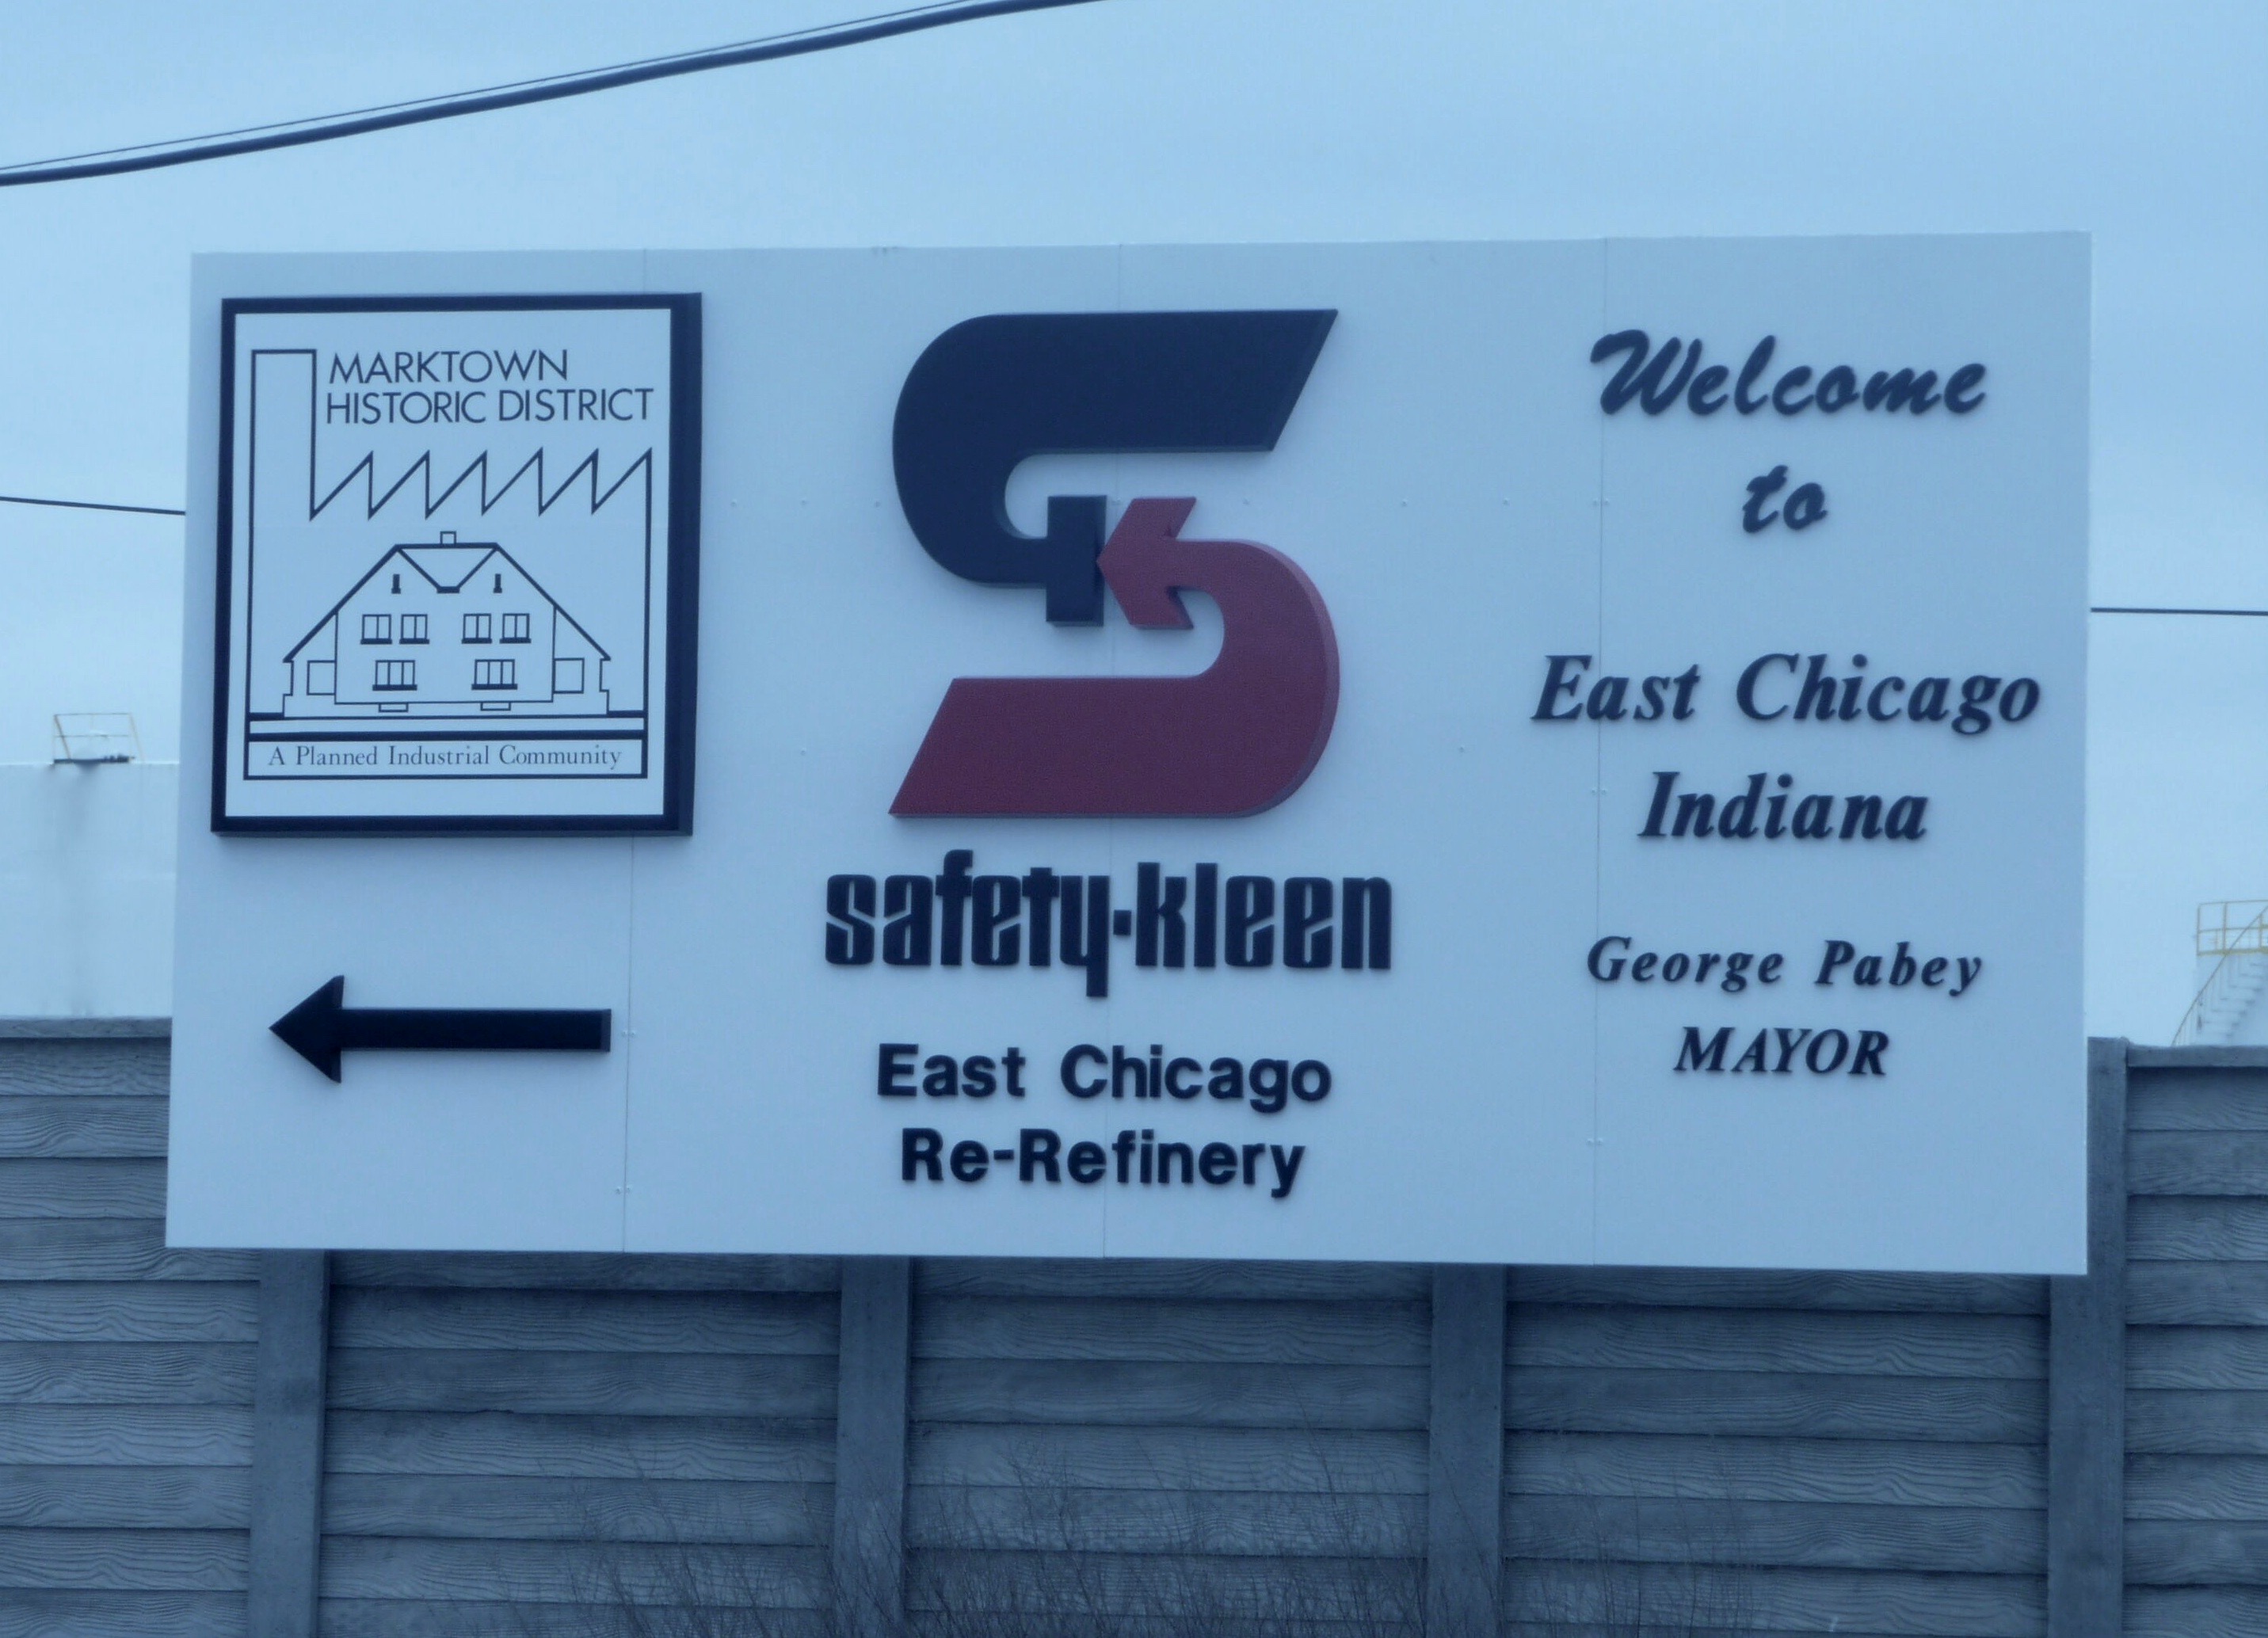 MARKTOWN
HISTORIC DISTRICT
A Planned Industrial Community
safety-kleen
East Chicago
Re-Refinery
Welcome
to
East Chicago
Indiana
George Pabey
MAYOR